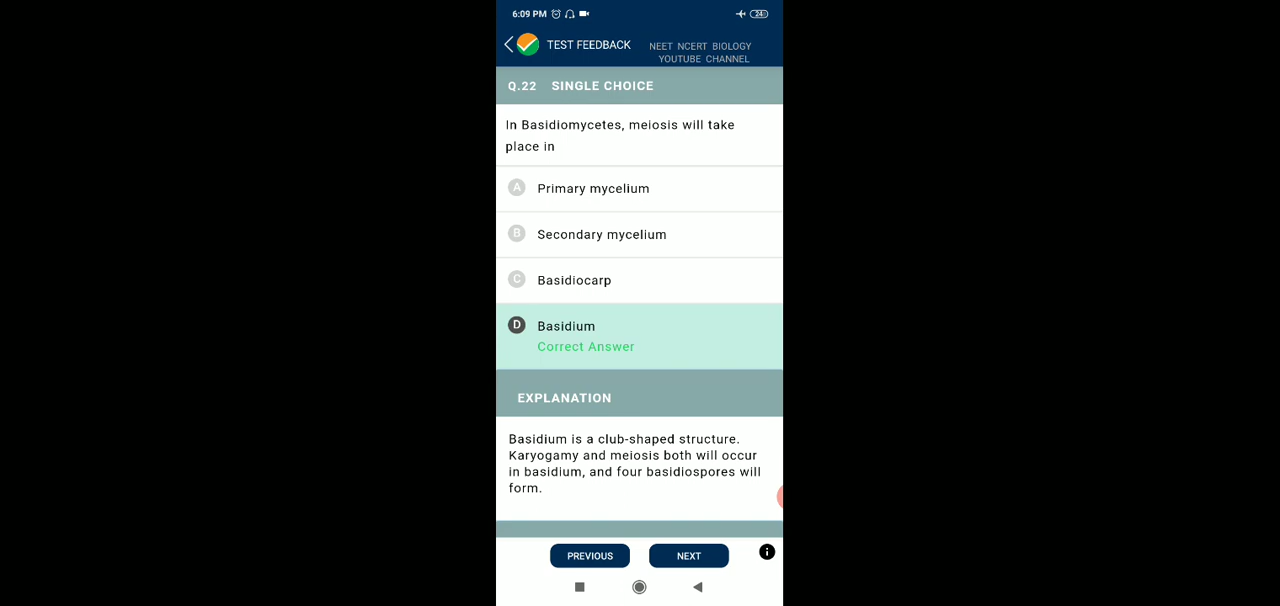 6:09 PM 24
TEST FEEDBACK NEET NCERT BIOLOGY
YOUTUBE CHANNEL
Q.22 SINGLE CHOICE
In Basidiomycetes, meiosis will take
place in
A Primary mycelium
B Secondary mycelium
C Basidiocarp
D Basidium
Correct Answer
EXPLANATION
Basidium is a club-shaped structure.
Karyogamy and meiosis both will occur
in basidium, and four basidiospores will
form.
PREVIOUS NEXT i